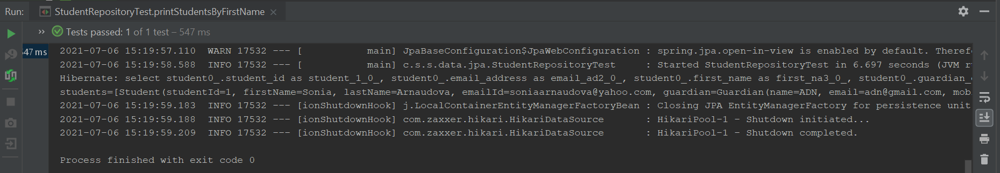 Run: StudentRepositoryTest.printStudentsByFirstName
Tests passed: 1 of 1 test – 547 ms
47 ms
2021-07-06 15:19:57.110  WARN 17532 --- [           main] JpaBaseConfiguration$JpaWebConfiguration : spring.jpa.open-in-view is enabled by default. Theref
2021-07-06 15:19:58.588  INFO 17532 --- [           main] c.s.s.data.jpa.StudentRepositoryTest     : Started StudentRepositoryTest in 6.697 seconds (JVM r
Hibernate: select student0_.student_id as student_1_0_, student0_.email_address as email_ad2_0_, student0_.first_name as first_na3_0_, student0_.guardian_
students=[Student(studentId=1, firstName=Sonia, lastName=Arnaudova, emailId=soniaarnaudova@yahoo.com, guardian=Guardian(name=ADN, email=adn@gmail.com, mob
2021-07-06 15:19:59.183  INFO 17532 --- [ionShutdownHook] j.LocalContainerEntityManagerFactoryBean : Closing JPA EntityManagerFactory for persistence unit
2021-07-06 15:19:59.188  INFO 17532 --- [ionShutdownHook] com.zaxxer.hikari.HikariDataSource       : HikariPool-1 - Shutdown initiated...
2021-07-06 15:19:59.209  INFO 17532 --- [ionShutdownHook] com.zaxxer.hikari.HikariDataSource       : HikariPool-1 - Shutdown completed.
Process finished with exit code 0